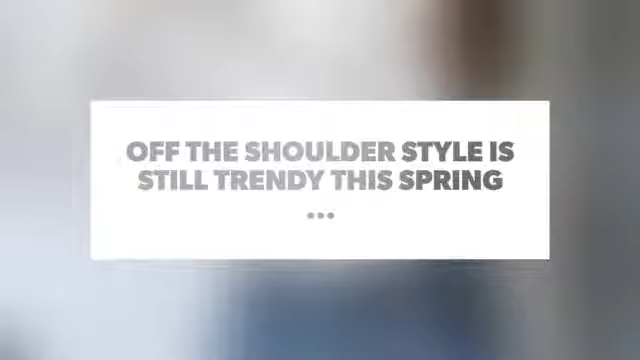 OFF THE SHOULDER STYLE IS
STILL TRENDY THIS SPRING
...